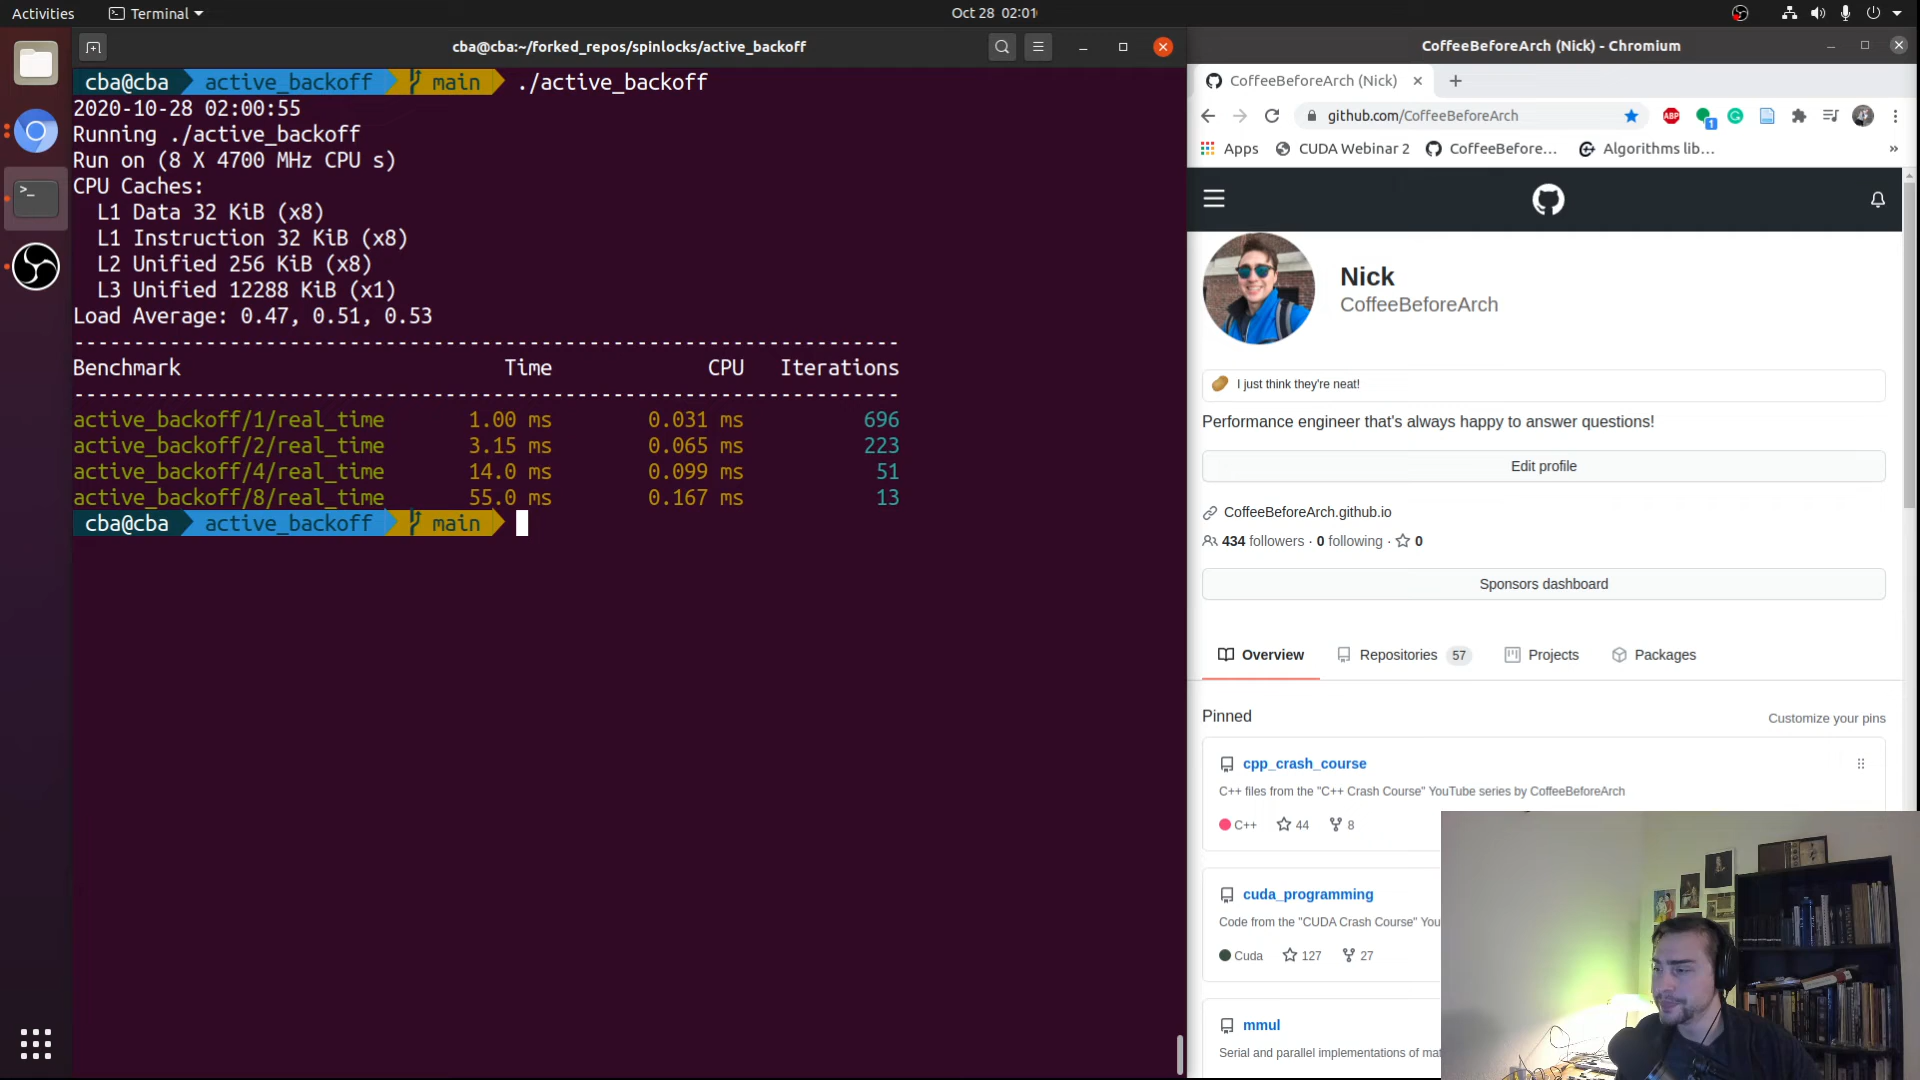 Activities
Terminal
Oct 28 02:01
cba@cba:~/forked_repos/spinlocks/active_backoff
cba@cba active_backoff main ./active_backoff
2020-10-28 02:00:55
Running ./active_backoff
Run on (8 X 4700 MHz CPU s)
CPU Caches:
L1 Data 32 KiB (x8)
L1 Instruction 32 KiB (x8)
L2 Unified 256 KiB (x8)
L3 Unified 12288 KiB (x1)
Load Average: 0.47, 0.51, 0.53
---------------------------------------------------------------------
Benchmark Time CPU Iterations
---------------------------------------------------------------------
active_backoff/1/real_time 1.00 ms 0.031 ms 696
active_backoff/2/real_time 3.15 ms 0.065 ms 223
active_backoff/4/real_time 14.0 ms 0.099 ms 51
active_backoff/8/real_time 55.0 ms 0.167 ms 13
cba@cba active_backoff main
CoffeeBeforeArch (Nick) - Chromium
CoffeeBeforeArch (Nick)
github.com/CoffeeBeforeArch
ABP
1
Apps CUDA Webinar 2 CoffeeBefore... Algorithms lib... »
Nick
CoffeeBeforeArch
I just think they're neat!
Performance engineer that's always happy to answer questions!
Edit profile
CoffeeBeforeArch.github.io
434 followers · 0 following · 0
Sponsors dashboard
Overview Repositories 57 Projects Packages
Pinned
Customize your pins
cpp_crash_course
C++ files from the "C++ Crash Course" YouTube series by CoffeeBeforeArch
C++ 44 8
cuda_programming
Code from the "CUDA Crash Course" You
Cuda 127 27
mmul
Serial and parallel implementations of mat